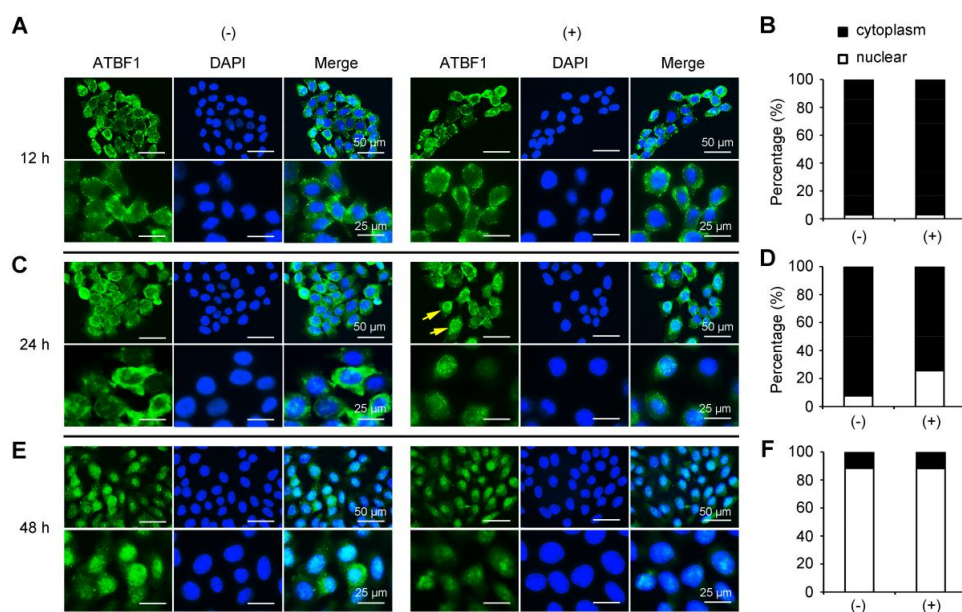 A
(-)
(+)
ATBF1 DAPI Merge ATBF1 DAPI Merge
12 h
50 µm 50 µm
25 µm 25 µm
B
cytoplasm
nuclear
Percentage (%)
100
80
60
40
20
0
(-) (+)
C
24 h
50 µm 50 µm
25 µm 25 µm
D
Percentage (%)
100
80
60
40
20
0
(-) (+)
E
48 h
50 µm 50 µm
25 µm 25 µm
F
100
80
60
40
20
0
(-) (+)